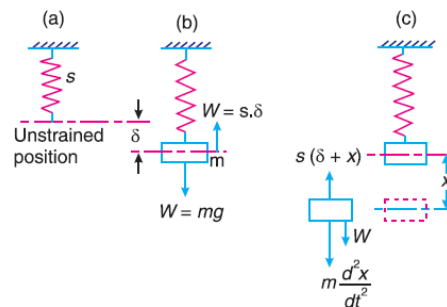 (a)
(b)
(c)
s
W = s.δ
Unstrained
position
δ
m
s (δ + x)
x
W = mg
W
m d²x/dt²